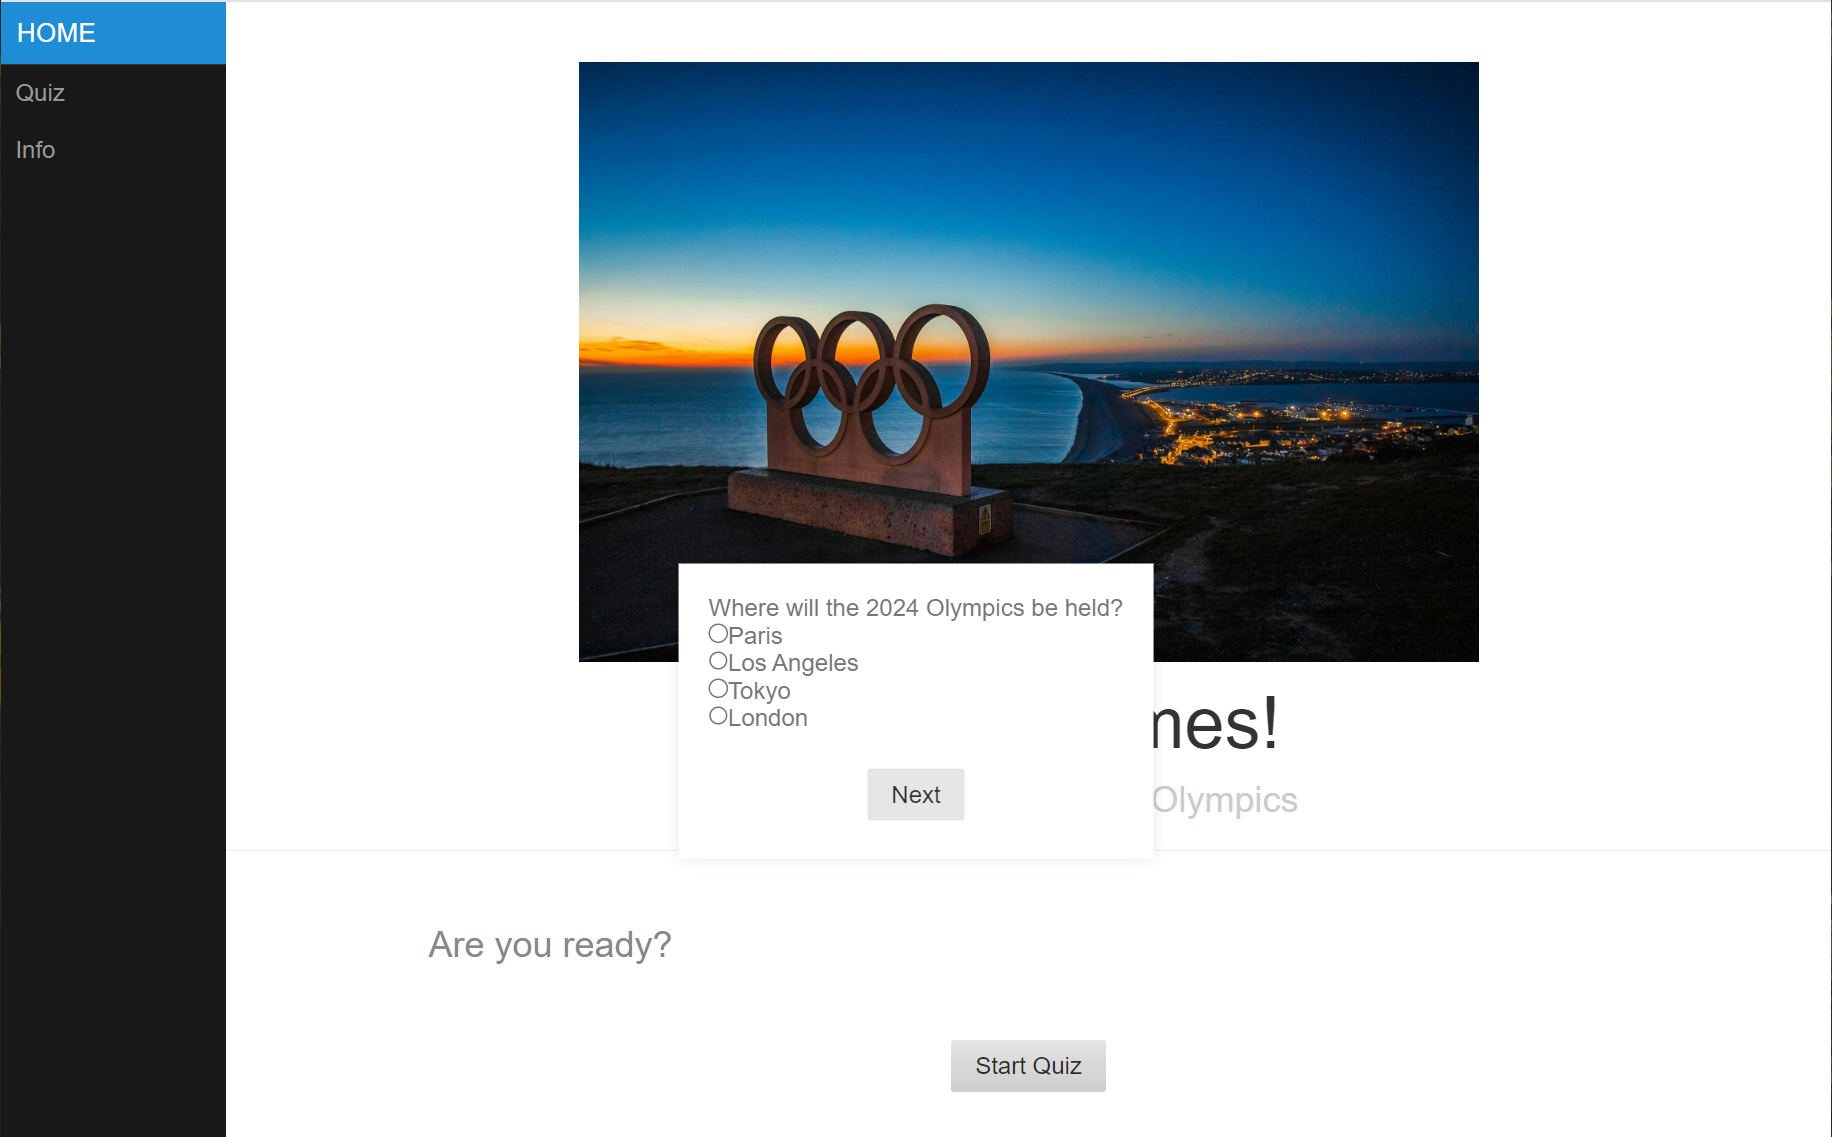 HOME
Quiz
Info
Where will the 2024 Olympics be held?
Paris
Los Angeles
Tokyo
London
Next
mes!
Olympics
Are you ready?
Start Quiz